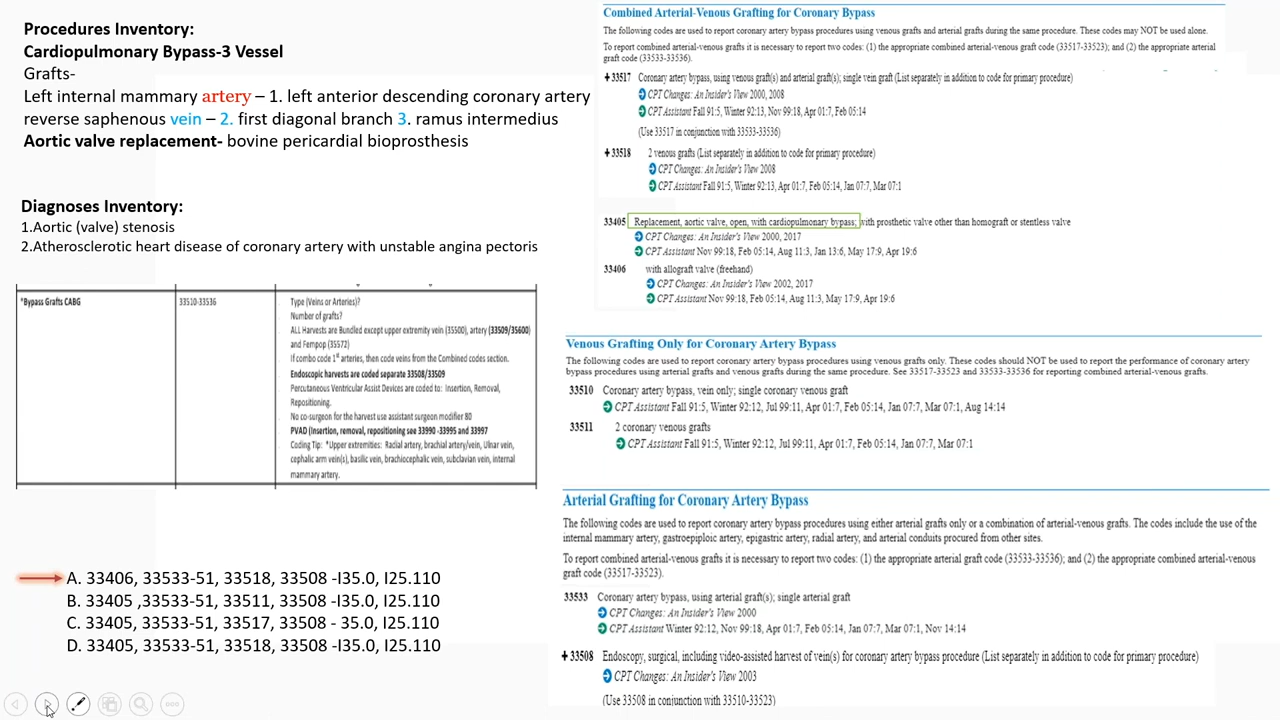 Procedures Inventory:
Cardiopulmonary Bypass-3 Vessel
Grafts-
Left internal mammary artery – 1. left anterior descending coronary artery
reverse saphenous vein – 2. first diagonal branch 3. ramus intermedius
Aortic valve replacement- bovine pericardial bioprosthesis
Diagnoses Inventory:
1.Aortic (valve) stenosis
2.Atherosclerotic heart disease of coronary artery with unstable angina pectoris
*Bypass Grafts CABG
33510-33536
Type (Veins or Arteries)?
Number of grafts?
ALL Harvests are Bundled except upper extremity vein (35500), artery (33509/35600)
and Fempop (35572)
If combo code 1st arteries, then code veins from the Combined codes section.
Endoscopic harvests are coded separate 33508/33509
Percutaneous Ventricular Assist Devices are coded to: Insertion, Removal,
Repositioning.
No co-surgeon for the harvest use assistant surgeon modifier 80
PVAD (Insertion, removal, repositioning see 33990 -33995 and 33997
Coding Tip: *Upper extremities: Radial artery, brachial artery/vein, Ulnar vein,
cephalic arm vein(s), basilic vein, brachiocephalic vein, subclavian vein, internal
mammary artery.
A. 33406, 33533-51, 33518, 33508 -I35.0, I25.110
B. 33405 ,33533-51, 33511, 33508 -I35.0, I25.110
C. 33405, 33533-51, 33517, 33508 - 35.0, I25.110
D. 33405, 33533-51, 33518, 33508 -I35.0, I25.110
Combined Arterial-Venous Grafting for Coronary Bypass
The following codes are used to report coronary artery bypass procedures using venous grafts and arterial grafts during the same procedure. These codes may NOT be used alone.
To report combined arterial-venous grafts it is necessary to report two codes: (1) the appropriate combined arterial-venous graft code (33517-33523); and (2) the appropriate arterial
graft code (33533-33536).
+33517 Coronary artery bypass, using venous graft(s) and arterial graft(s); single vein graft (List separately in addition to code for primary procedure)
CPT Changes: An Insider's View 2000, 2008
CPT Assistant Fall 91:5, Winter 92:13, Nov 99:18, Apr 01:7, Feb 05:14
(Use 33517 in conjunction with 33533-33536)
+33518 2 venous grafts (List separately in addition to code for primary procedure)
CPT Changes: An Insider's View 2008
CPT Assistant Fall 91:5, Winter 92:13, Apr 01:7, Feb 05:14, Jan 07:7, Mar 07:1
33405 Replacement, aortic valve, open, with cardiopulmonary bypass; with prosthetic valve other than homograft or stentless valve
CPT Changes: An Insider's View 2000, 2017
CPT Assistant Nov 99:18, Feb 05:14, Aug 11:3, Jan 13:6, May 17:9, Apr 19:6
33406 with allograft valve (freehand)
CPT Changes: An Insider's View 2002, 2017
CPT Assistant Nov 99:18, Feb 05:14, Aug 11:3, May 17:9, Apr 19:6
Venous Grafting Only for Coronary Artery Bypass
The following codes are used to report coronary artery bypass procedures using venous grafts only. These codes should NOT be used to report the performance of coronary artery
bypass procedures using arterial grafts and venous grafts during the same procedure. See 33517-33523 and 33533-33536 for reporting combined arterial-venous grafts.
33510 Coronary artery bypass, vein only; single coronary venous graft
CPT Assistant Fall 91:5, Winter 92:12, Jul 99:11, Apr 01:7, Feb 05:14, Jan 07:7, Mar 07:1, Aug 14:14
33511 2 coronary venous grafts
CPT Assistant Fall 91:5, Winter 92:12, Jul 99:11, Apr 01:7, Feb 05:14, Jan 07:7, Mar 07:1
Arterial Grafting for Coronary Artery Bypass
The following codes are used to report coronary artery bypass procedures using either arterial grafts only or a combination of arterial-venous grafts. The codes include the use of the
internal mammary artery, gastroepiploic artery, epigastric artery, radial artery, and arterial conduits procured from other sites.
To report combined arterial-venous grafts it is necessary to report two codes: (1) the appropriate arterial graft code (33533-33536); and (2) the appropriate combined arterial-venous
graft code (33517-33523).
33533 Coronary artery bypass, using arterial graft(s); single arterial graft
CPT Changes: An Insider's View 2000
CPT Assistant Winter 92:12, Nov 99:18, Apr 01:7, Feb 05:14, Jan 07:7, Mar 07:1, Nov 14:14
+33508 Endoscopy, surgical, including video-assisted harvest of vein(s) for coronary artery bypass procedure (List separately in addition to code for primary procedure)
CPT Changes: An Insider's View 2003
(Use 33508 in conjunction with 33510-33523)